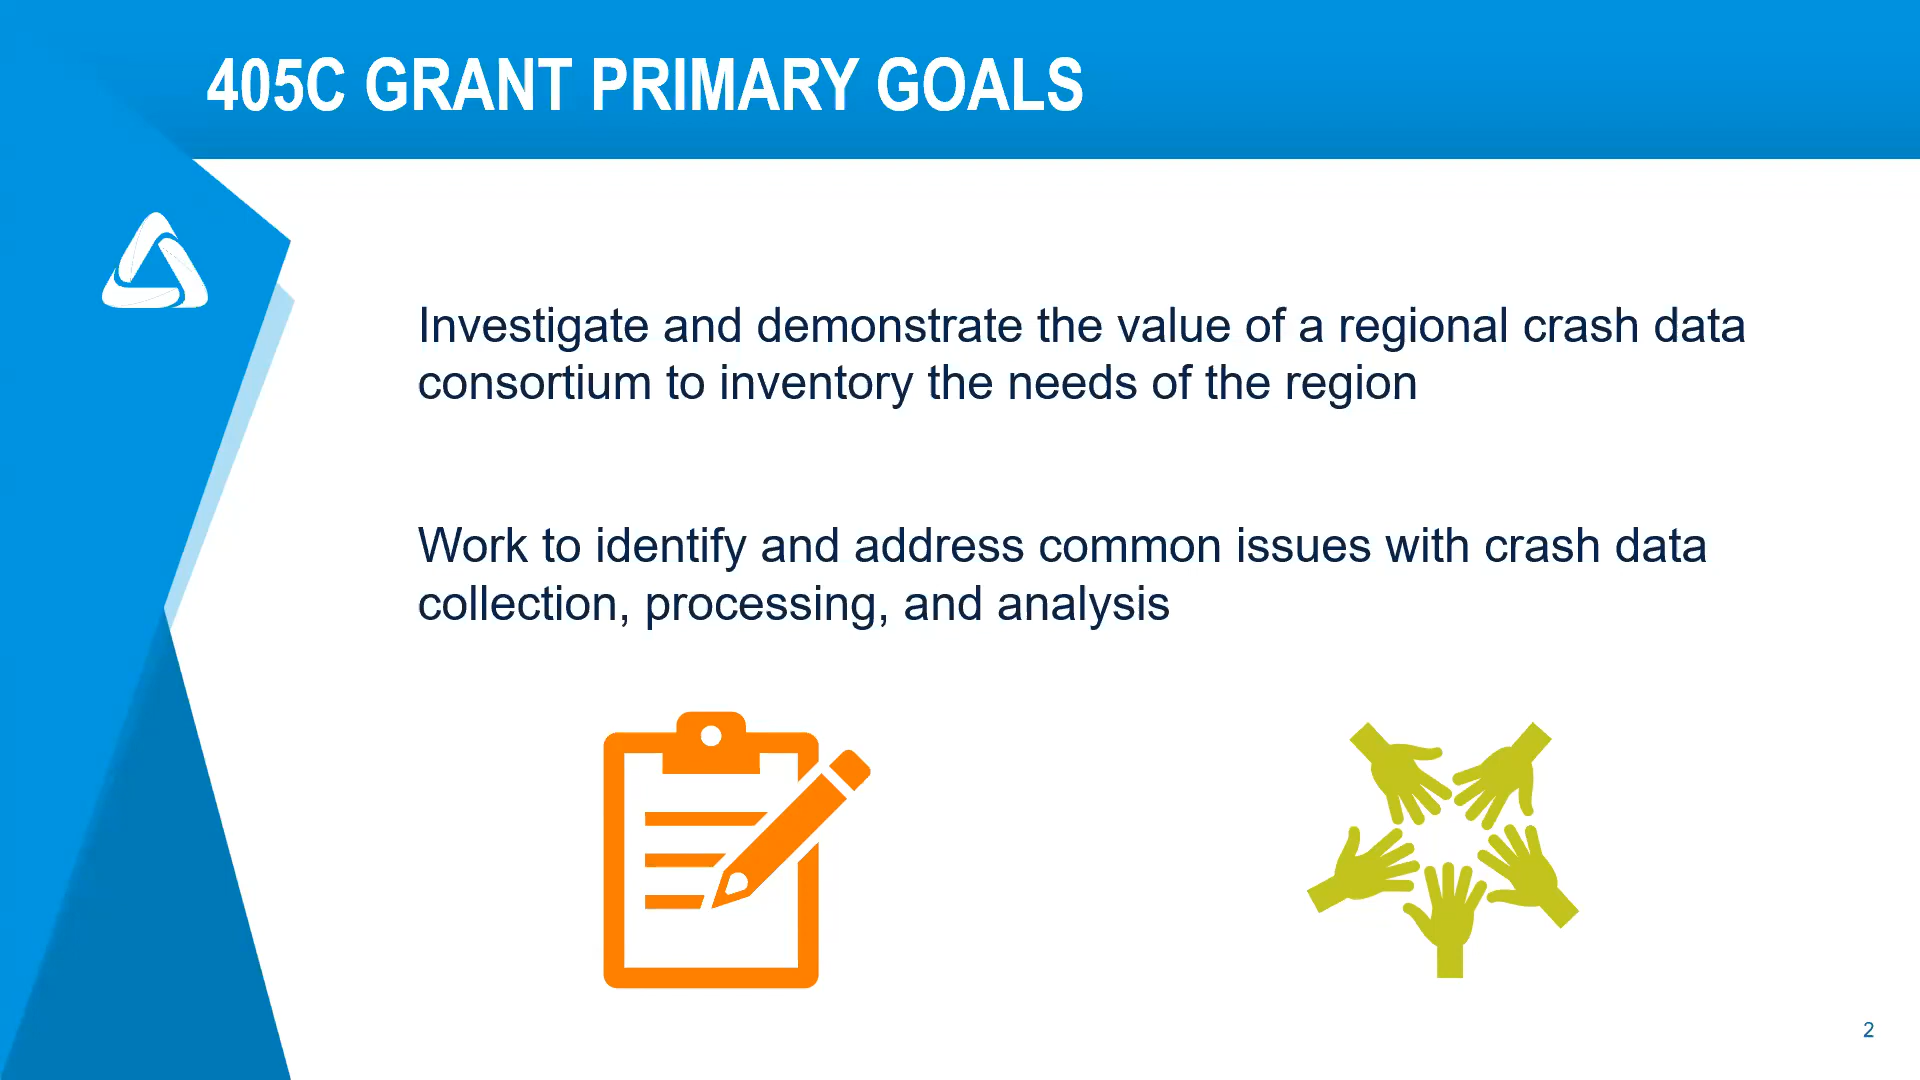 405C GRANT PRIMARY GOALS
Investigate and demonstrate the value of a regional crash data
consortium to inventory the needs of the region
Work to identify and address common issues with crash data
collection, processing, and analysis
2